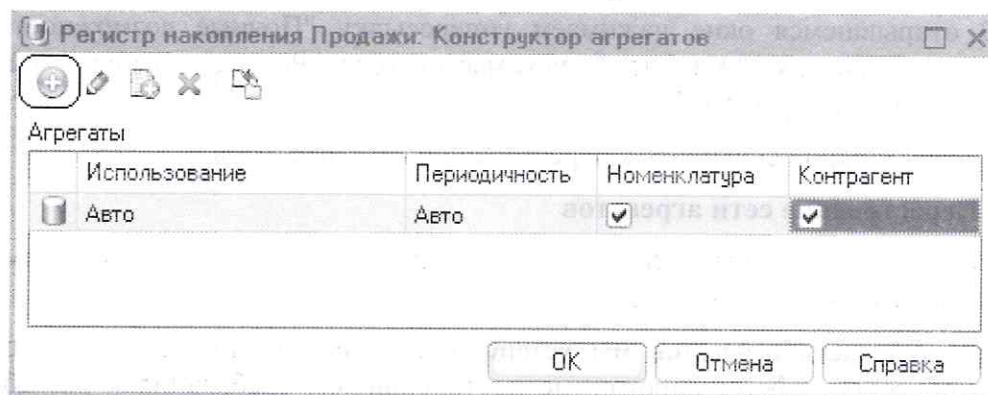 Регистр накопления Продажи: Конструктор агрегатов
Агрегаты
Использование Периодичность Номенклатура Контрагент
Авто Авто
OK Отмена Справка